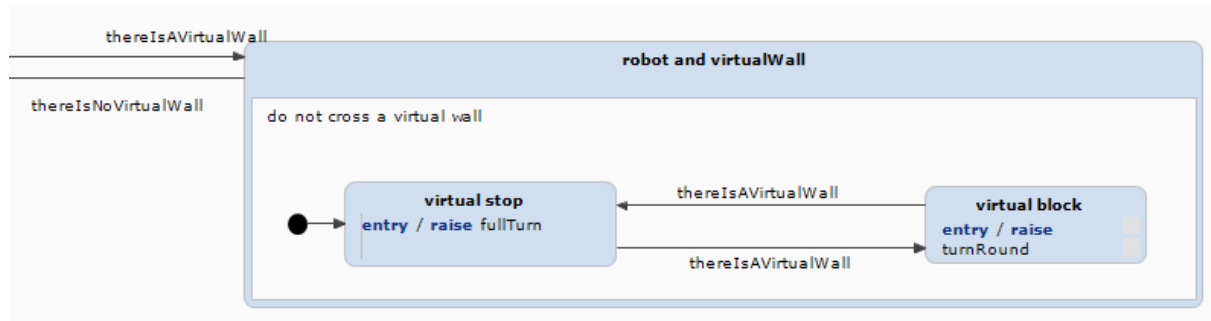 thereIsAVirtualWall
robot and virtualWall
thereIsNoVirtualWall
do not cross a virtual wall
virtual stop
entry / raise fullTurn
thereIsAVirtualWall
thereIsAVirtualWall
virtual block
entry / raise
turnRound